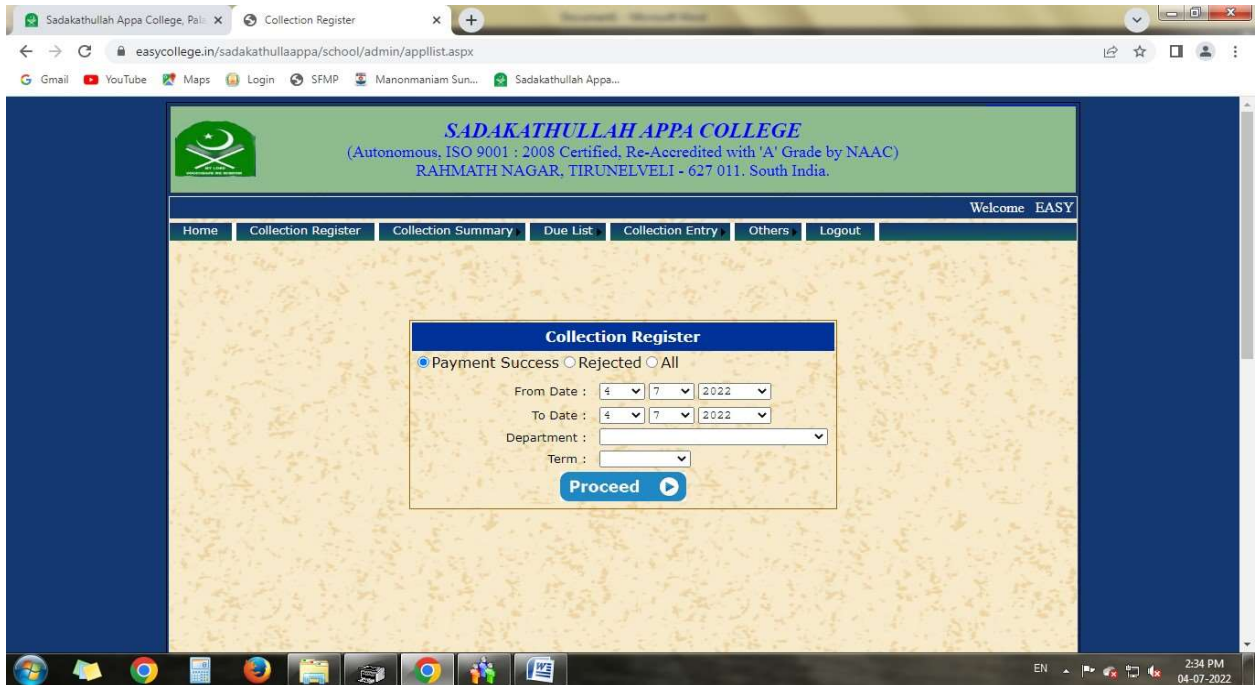 Sadakathullah Appa College, Pala
Collection Register
easycollege.in/sadakathullaappa/school/admin/appllist.aspx
Gmail YouTube Maps Login SFMP Manonmaniam Sun... Sadakathullah Appa...
SADAKATHULLAH APPA COLLEGE
(Autonomous, ISO 9001 : 2008 Certified, Re-Accredited with 'A' Grade by NAAC)
RAHMATH NAGAR, TIRUNELVELI - 627 011. South India.
Welcome EASY
Home Collection Register Collection Summary Due List Collection Entry Others Logout
Collection Register
Payment Success Rejected All
From Date : 4 7 2022
To Date : 4 7 2022
Department :
Term :
Proceed
EN
2:34 PM
04-07-2022